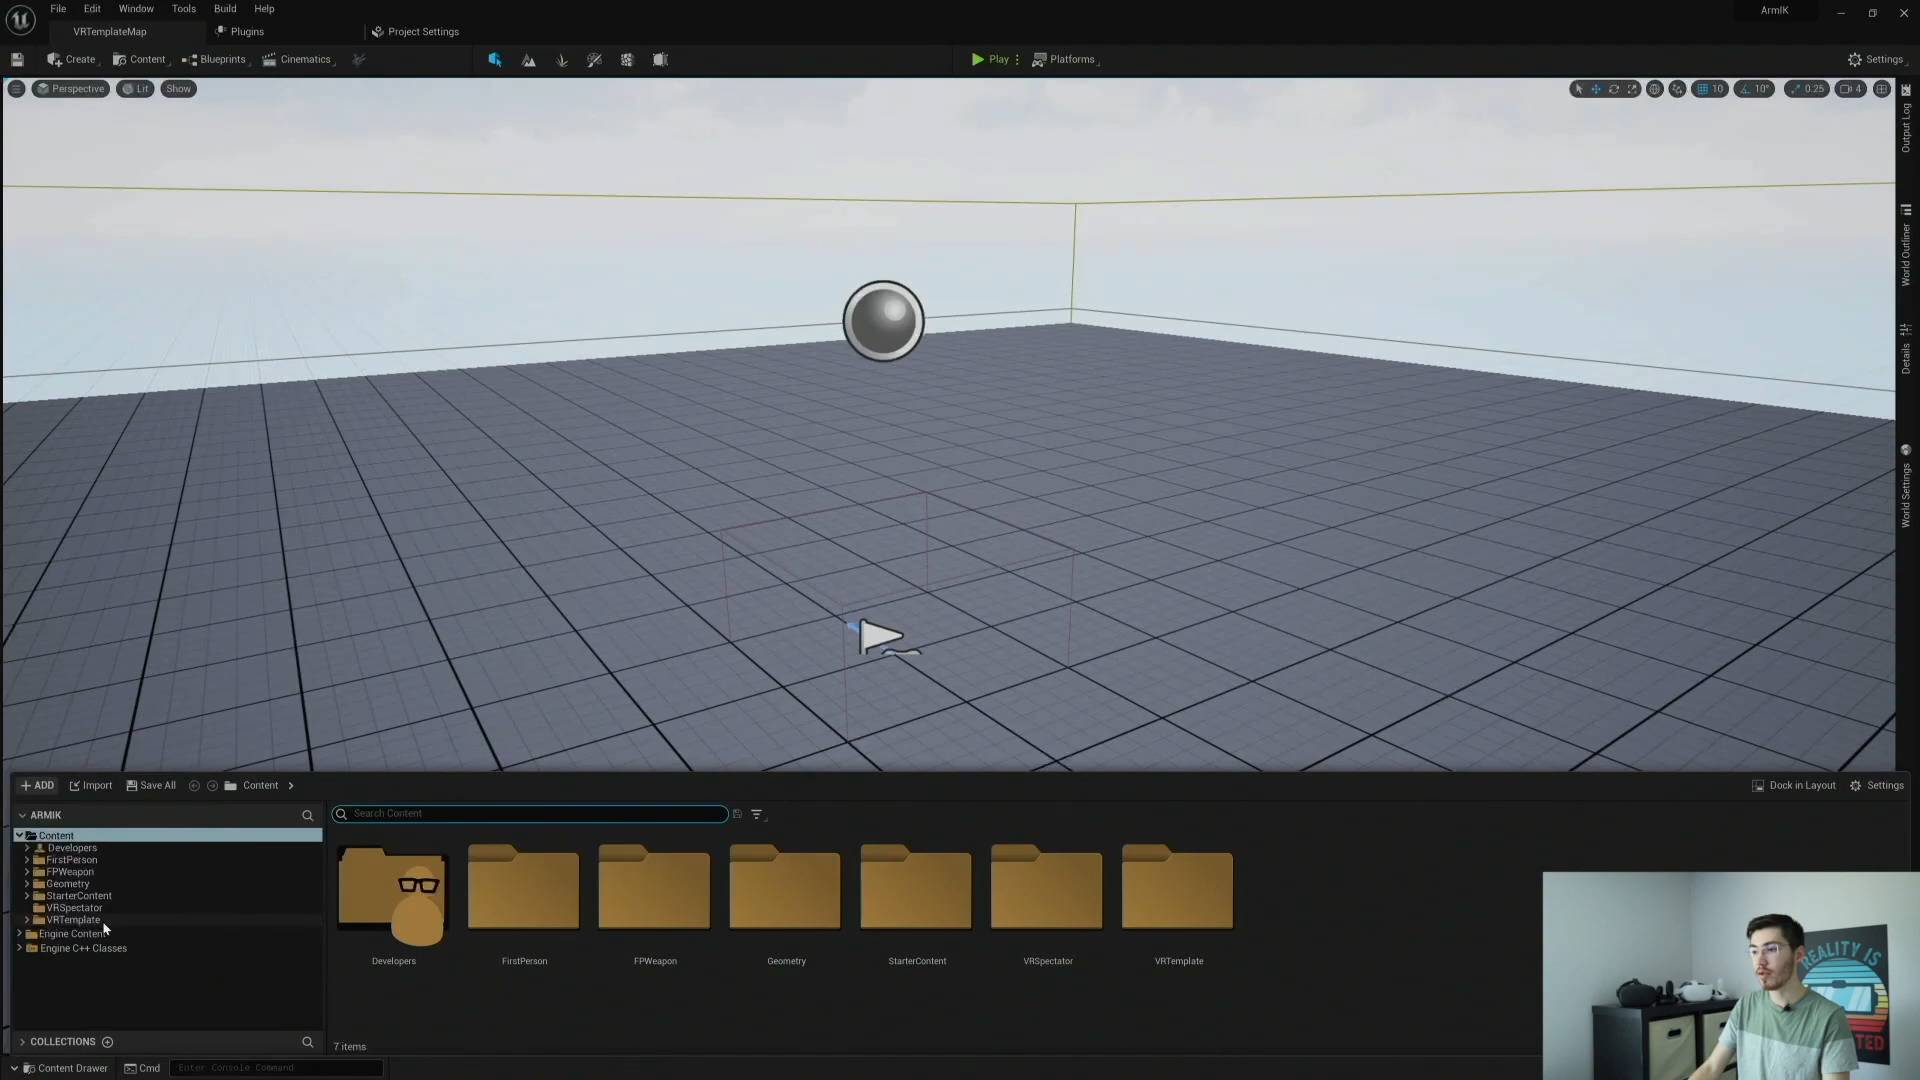 File Edit Window Tools Build Help
ArmIK
VRTemplateMap
Plugins
Project Settings
Create
Content
Blueprints
Cinematics
Play
Platforms
Settings
Perspective
Lit
Show
10
10°
0.25
4
Output Log
World Outliner
Details
World Settings
ADD
Import
Save All
Content
Dock in Layout
Settings
ARMIK
Search Content
Content
Developers
FirstPerson
FPWeapon
Geometry
StarterContent
VRSpectator
VRTemplate
Engine Content
Engine C++ Classes
Developers
FirstPerson
FPWeapon
Geometry
StarterContent
VRSpectator
VRTemplate
REALITY IS
COLLECTIONS
7 items
Content Drawer
Cmd
Enter Console Command